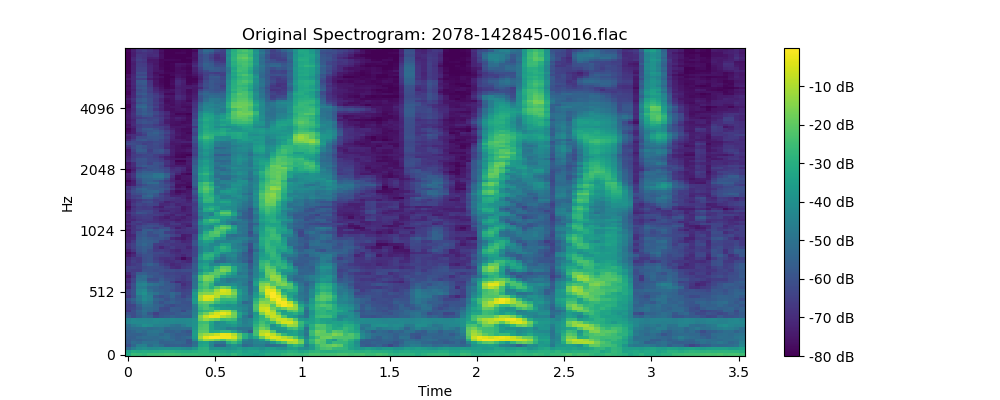 Original Spectrogram: 2078-142845-0016.flac
Hz
4096
2048
1024
512
0
0 0.5 1 1.5 2 2.5 3 3.5
Time
-10 dB
-20 dB
-30 dB
-40 dB
-50 dB
-60 dB
-70 dB
-80 dB